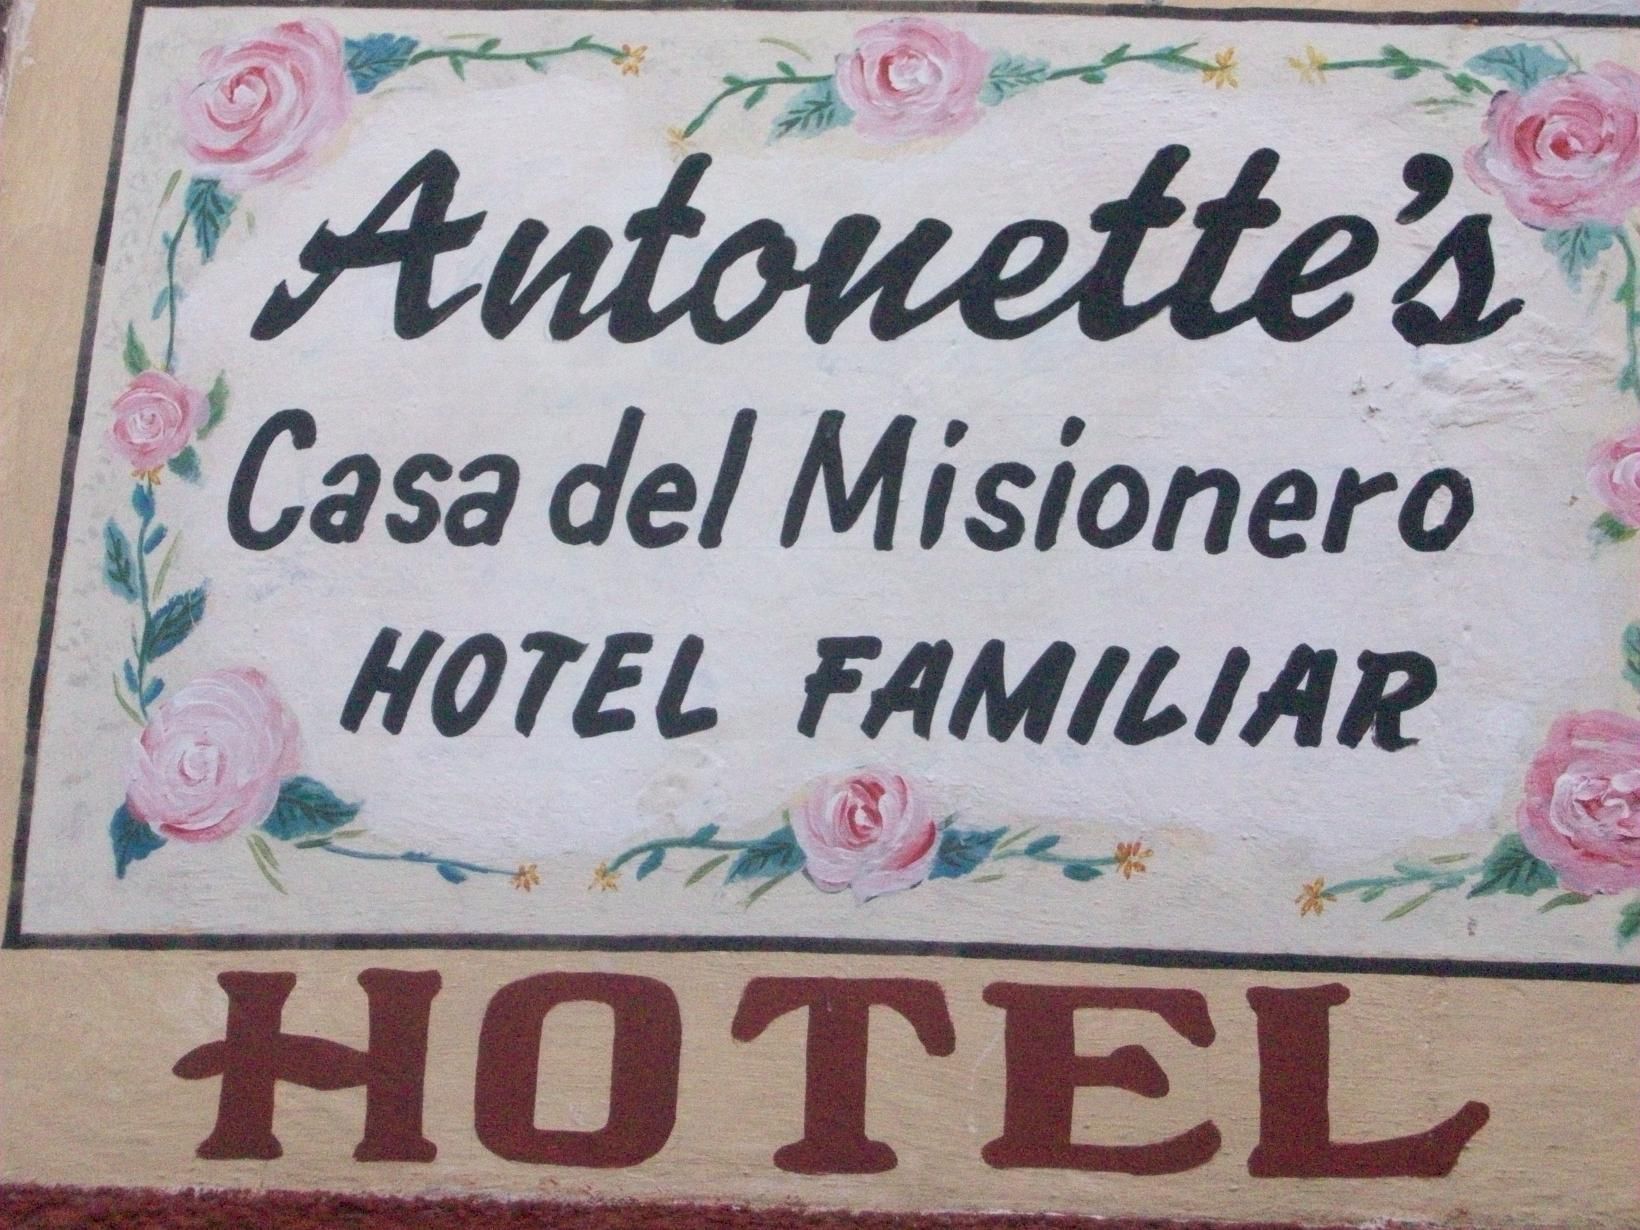 Antonette's
Casa del Misionero
HOTEL FAMILIAR
HOTEL